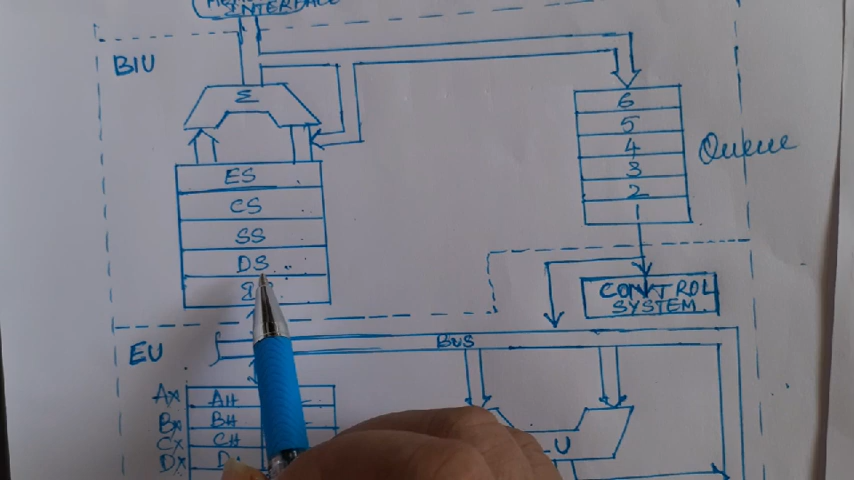 INTERFACE
BIU
Σ
ES
CS
SS
DS
6
5
4
3
2
1
Queue
CONTROL
SYSTEM
EU
BUS
AX AH
BX BH
CX CH
DX
U